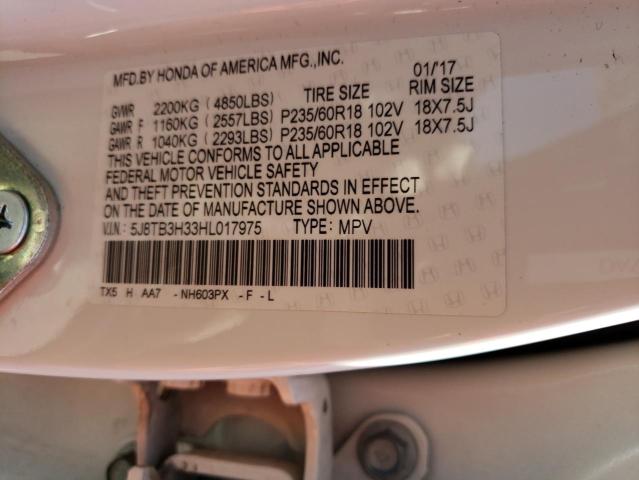 MFD.BY HONDA OF AMERICA MFG.,INC. 01/17
GVWR 2200KG (4850LBS) TIRE SIZE RIM SIZE
GAWR F 1160KG (2557LBS) P235/60R18 102V 18X7.5J
GAWR R 1040KG (2293LBS) P235/60R18 102V 18X7.5J
THIS VEHICLE CONFORMS TO ALL APPLICABLE
FEDERAL MOTOR VEHICLE SAFETY
AND THEFT PREVENTION STANDARDS IN EFFECT
ON THE DATE OF MANUFACTURE SHOWN ABOVE.
V.I.N: 5J8TB3H33HL017975 TYPE: MPV
TX5 H AA7 -NH603PX -F -L